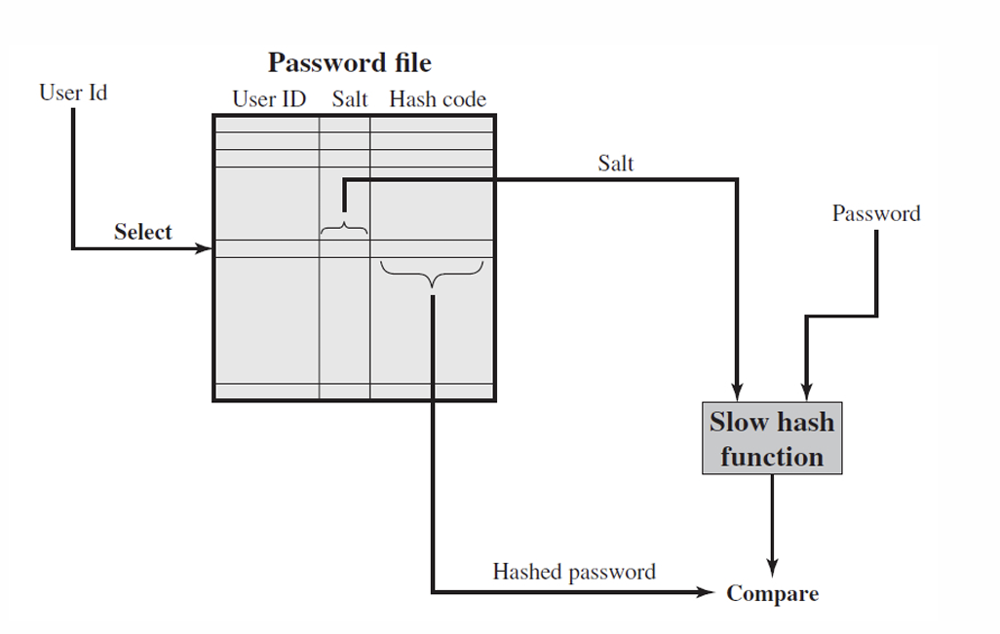 Password file
User Id
User ID Salt Hash code
Salt
Password
Select
Slow hash
function
Hashed password
Compare